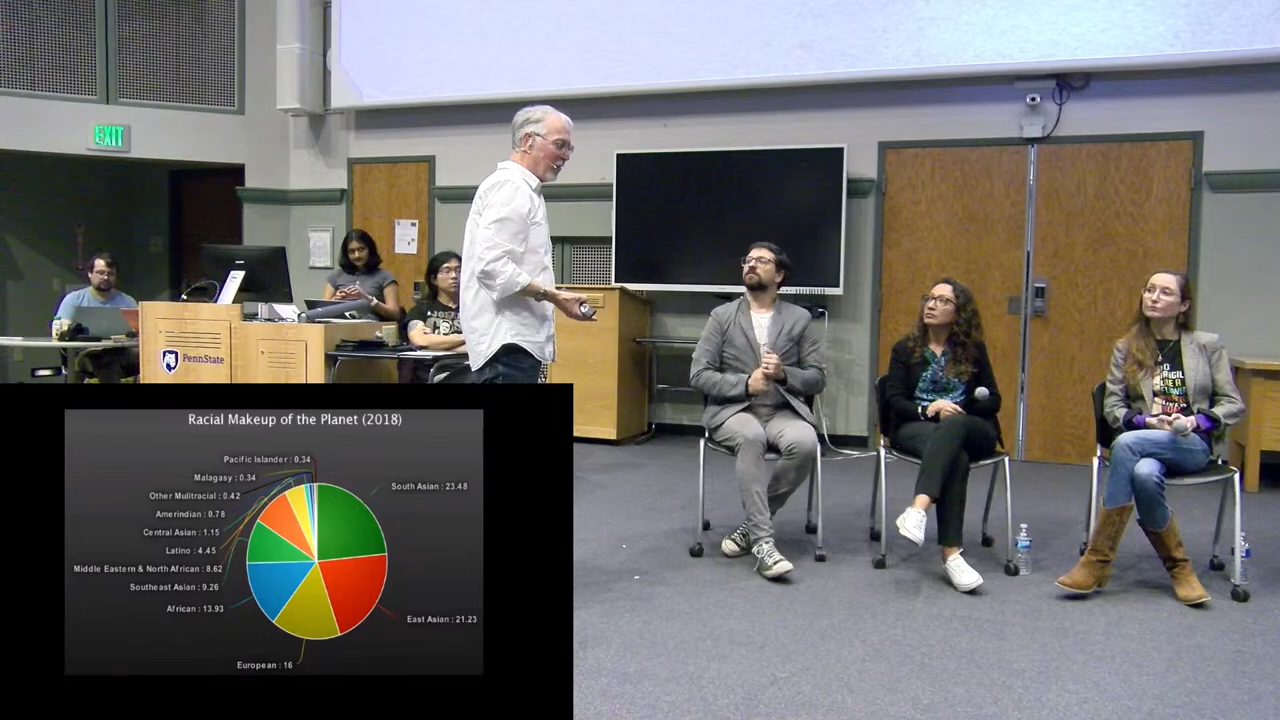 EXIT
PennState
Racial Makeup of the Planet (2018)
Pacific Islander : 0.34
Malagasy : 0.34
Other Mulitracial : 0.42
Amerindian : 0.78
Central Asian : 1.15
Latino : 4.45
Middle Eastern & North African : 8.62
Southeast Asian : 9.26
African : 13.93
European : 16
South Asian : 23.48
East Asian : 21.23